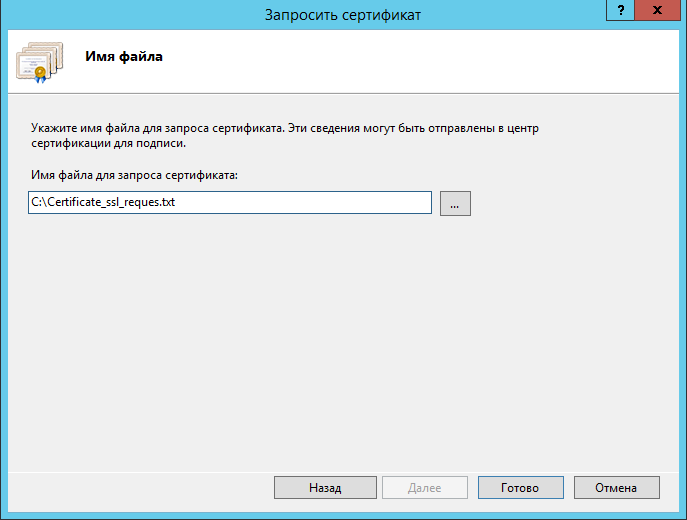 Запросить сертификат
?
x
Имя файла
Укажите имя файла для запроса сертификата. Эти сведения могут быть отправлены в центр
сертификации для подписи.
Имя файла для запроса сертификата:
C:\Certificate_ssl_reques.txt
...
Назад
Далее
Готово
Отмена